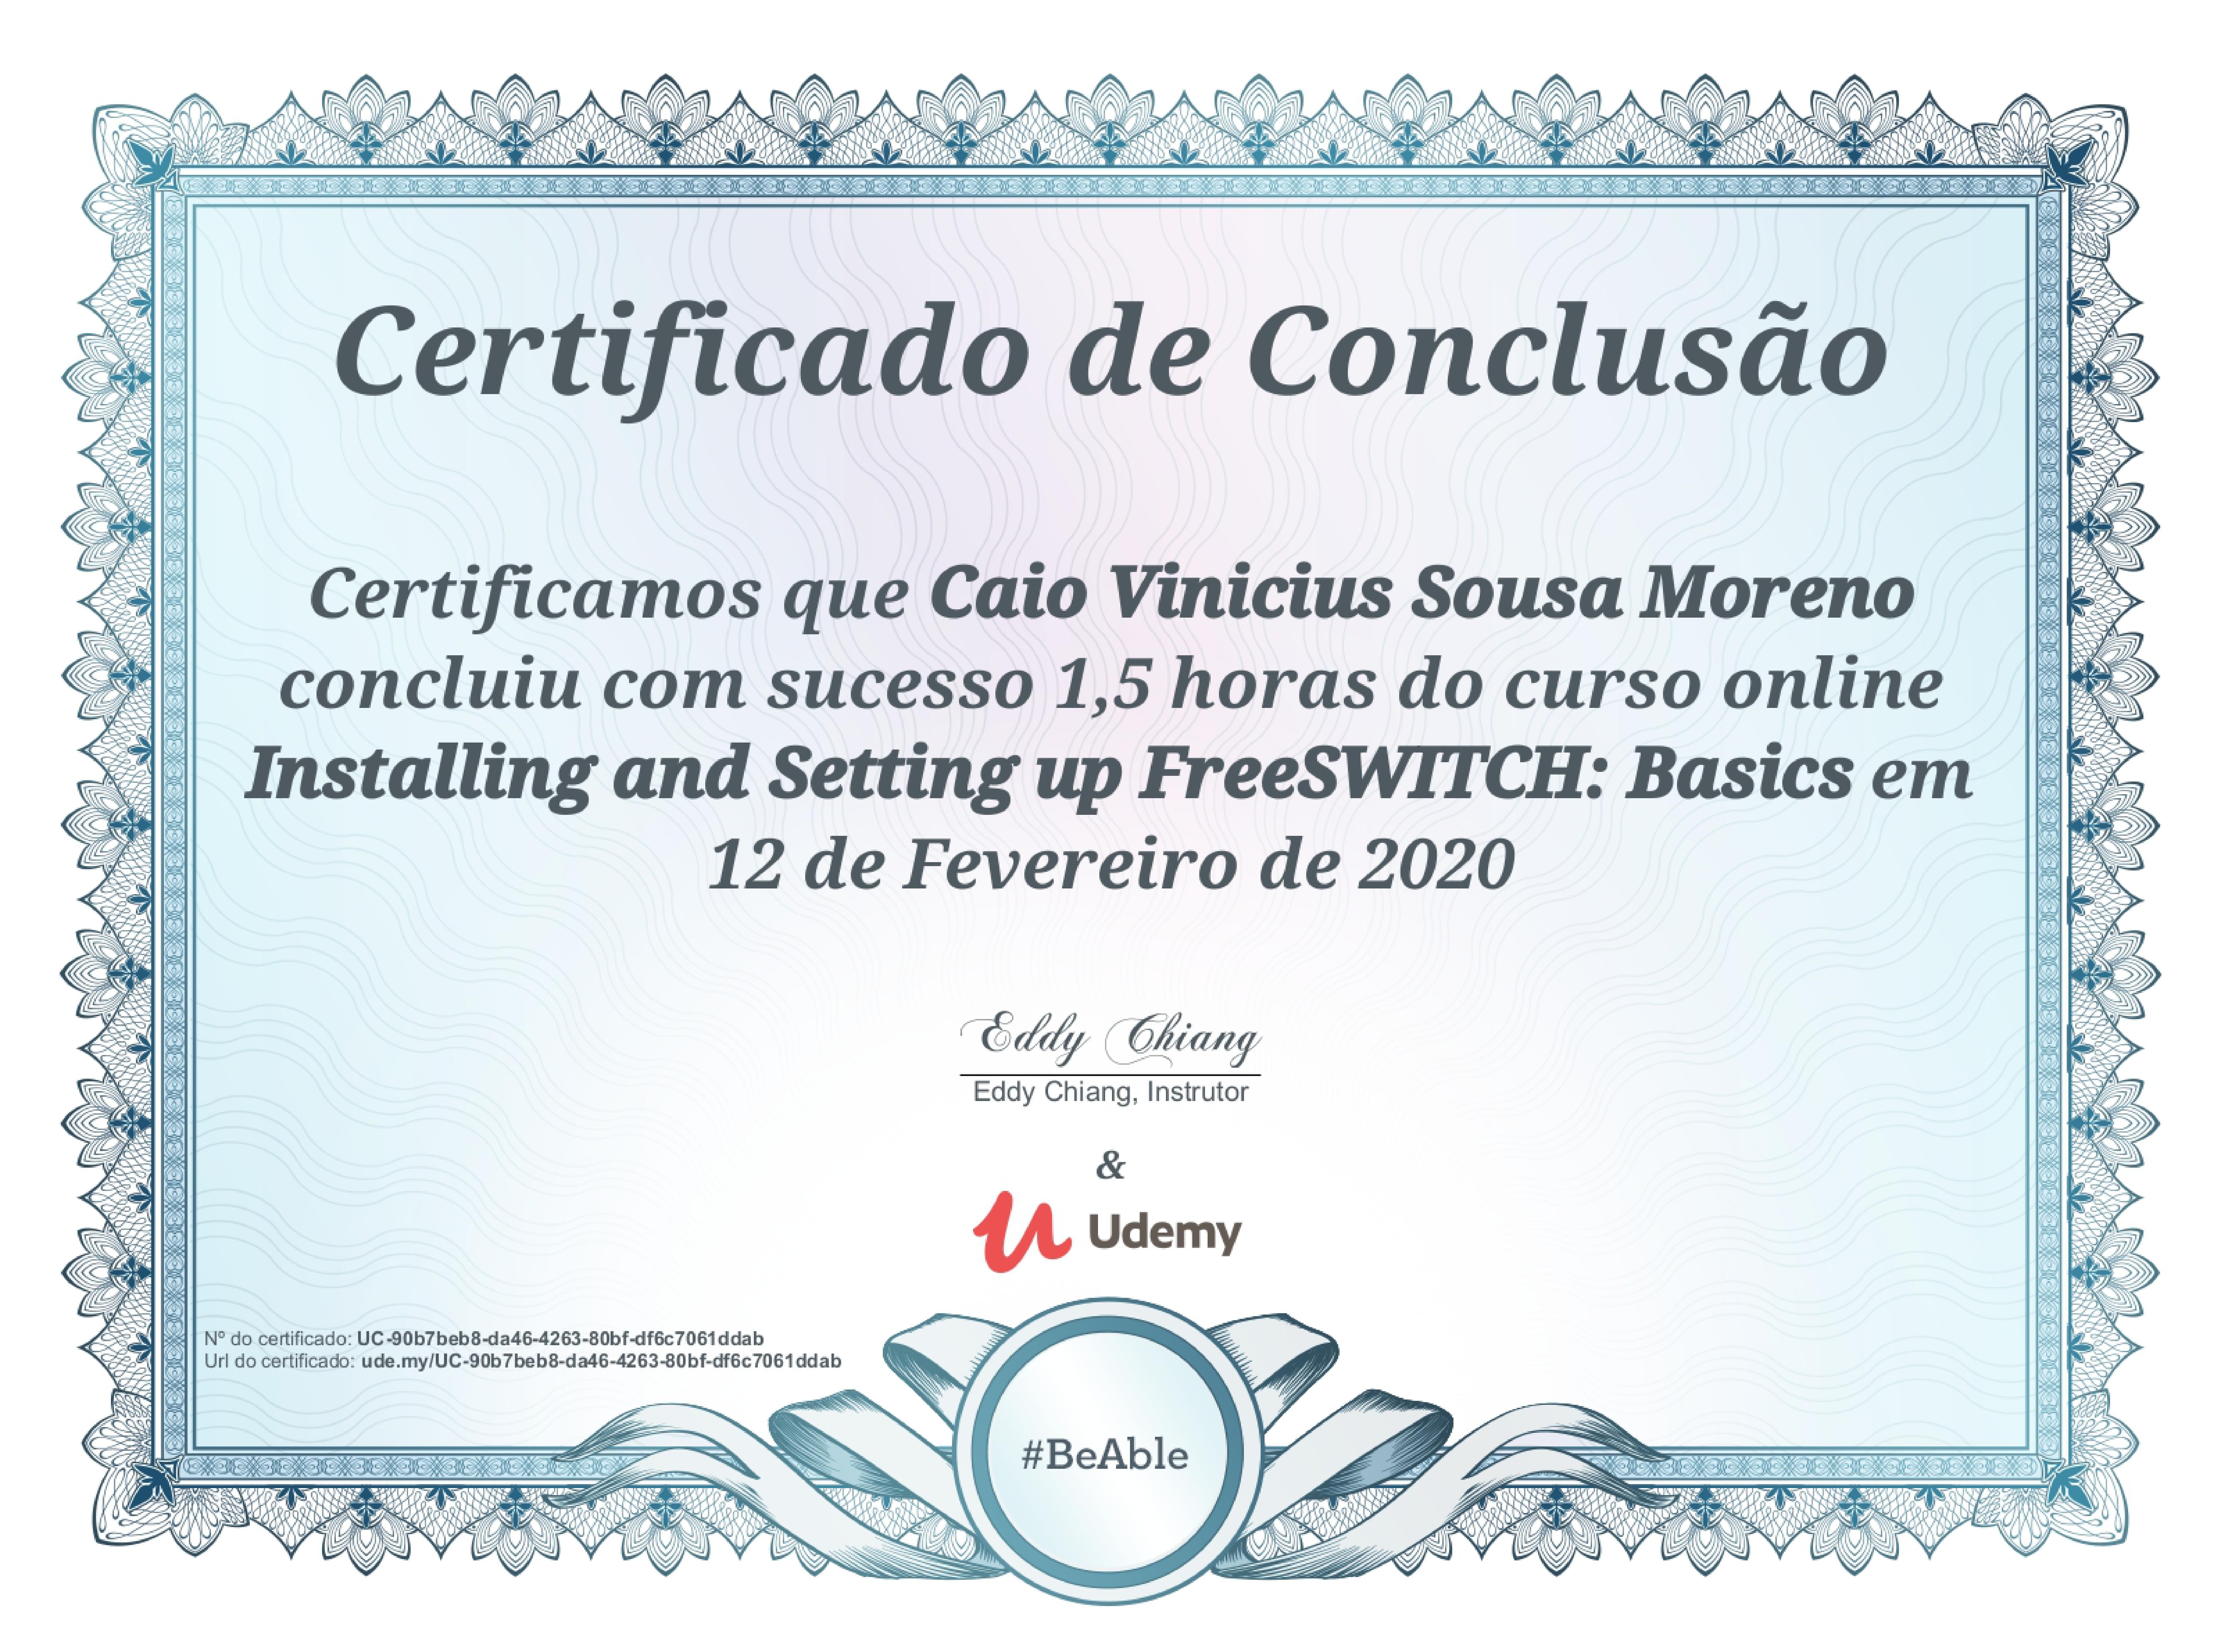 Certificado de Conclusão
Certificamos que Caio Vinicius Sousa Moreno
concluiu com sucesso 1,5 horas do curso online
Installing and Setting up FreeSWITCH: Basics em
12 de Fevereiro de 2020
Eddy Chiang
Eddy Chiang, Instrutor
&
Udemy
Nº do certificado: UC-90b7beb8-da46-4263-80bf-df6c7061ddab
Url do certificado: ude.my/UC-90b7beb8-da46-4263-80bf-df6c7061ddab
#BeAble